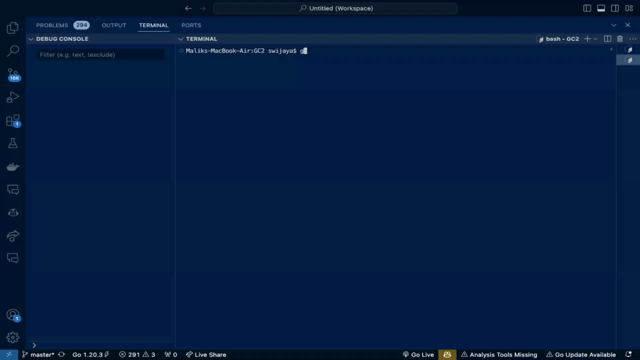 Untitled (Workspace)
PROBLEMS 294 OUTPUT TERMINAL PORTS
DEBUG CONSOLE
Filter (e.g. text, !exclude)
TERMINAL
bash - GC2
Maliks-MacBook-Air:GC2 swijaya$ g
10K
1
1
master* Go 1.20.3 291 3 0 Live Share
Go Live Analysis Tools Missing Go Update Available